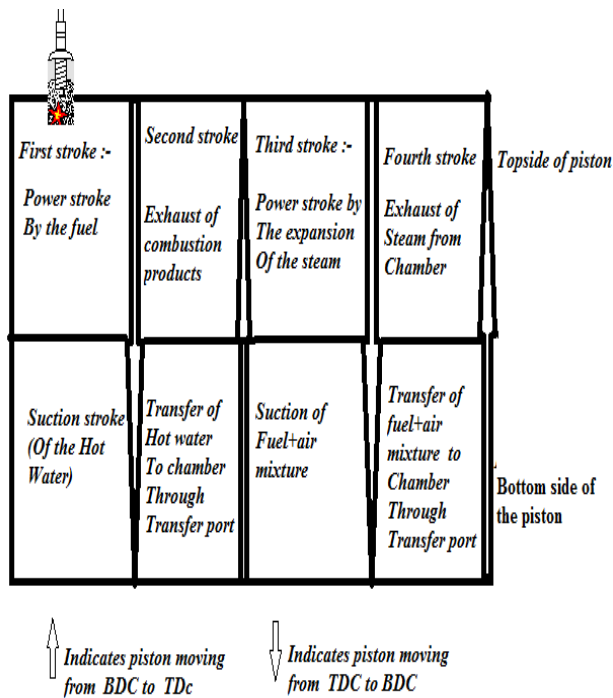 First stroke :-
Power stroke
By the fuel
Second stroke
Exhaust of
combustion
products
Third stroke :-
Power stroke by
The expansion
Of the steam
Fourth stroke
Exhaust of
Steam from
Chamber
Topside of piston
Suction stroke
(Of the Hot
Water)
Transfer of
Hot water
To chamber
Through
Transfer port
Suction of
Fuel+air
mixture
Transfer of
fuel+air
mixture to
Chamber
Through
Transfer port
Bottom side of
the piston
Indicates piston moving
from BDC to TDc
Indicates piston moving
from TDC to BDC